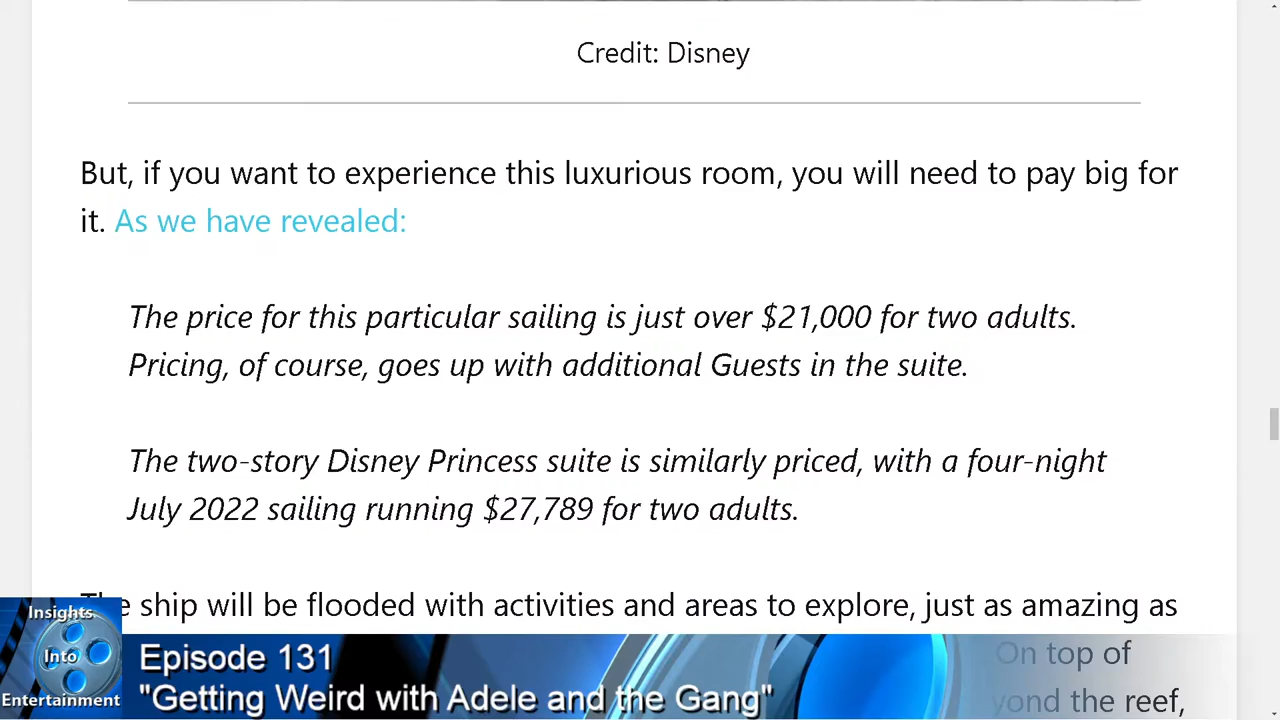 Credit: Disney
But, if you want to experience this luxurious room, you will need to pay big for
it. As we have revealed:
The price for this particular sailing is just over $21,000 for two adults.
Pricing, of course, goes up with additional Guests in the suite.
The two-story Disney Princess suite is similarly priced, with a four-night
July 2022 sailing running $27,789 for two adults.
The ship will be flooded with activities and areas to explore, just as amazing as
On top of
yond the reef,
Insights
Into
Entertainment
Episode 131
"Getting Weird with Adele and the Gang"